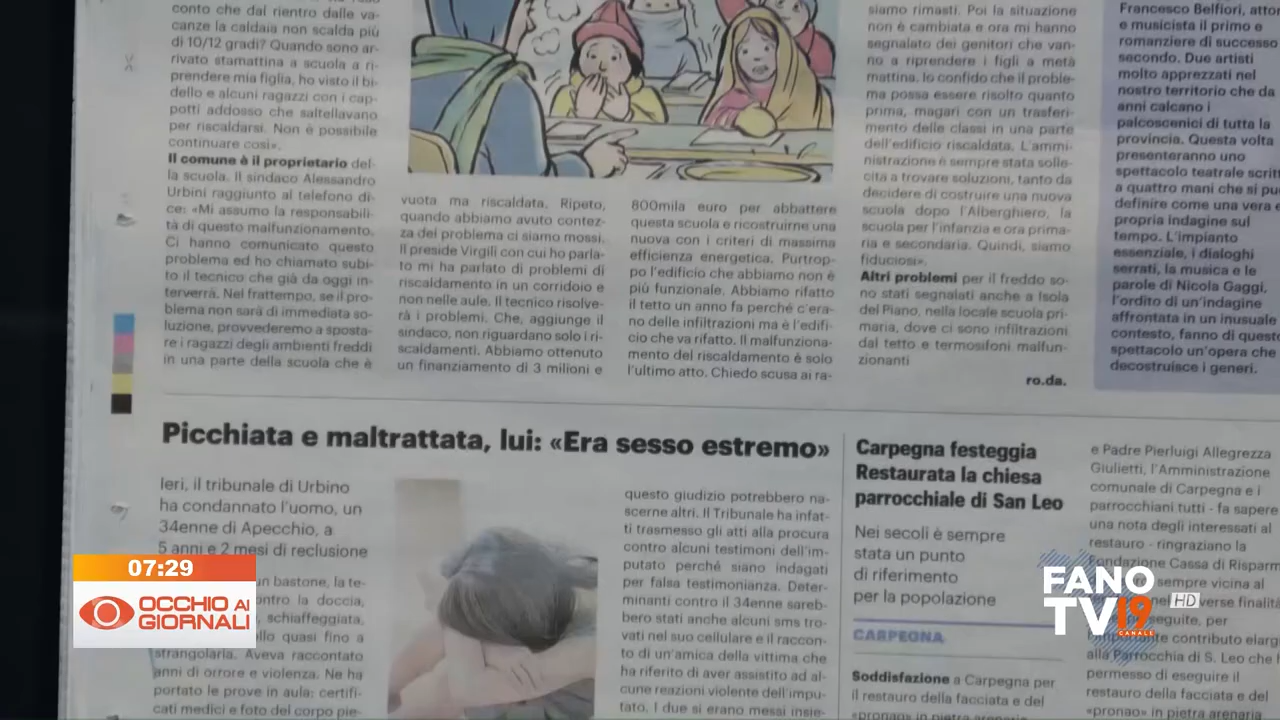 conto che dal rientro dalle va-
canze la caldaia non scalda più
di 10/12 gradi? Quando sono ar-
rivato stamattina a scuola a ri-
prendere mia figlia, ho visto il bi-
dello e alcuni ragazzi con i cap-
potti addosso che saltellavano
per riscaldarsi. Non è possibile
continuare così».
Il comune è il proprietario del-
la scuola. Il sindaco Alessandro
Urbini raggiunto al telefono di-
ce: «Mi assumo la responsabili-
tà di questo malfunzionamento.
Ci hanno comunicato questo
problema ed ho chiamato subi-
to il tecnico che già da oggi in-
terverrà. Nel frattempo, se il pro-
blema non sarà di immediata so-
luzione, provvederemo a sposta-
re i ragazzi degli ambienti freddi
in una parte della scuola che è
vuota ma riscaldata. Ripeto,
quando abbiamo avuto contez-
za del problema ci siamo mossi.
Il preside Virgili con cui ho parla-
to mi ha parlato di problemi di
riscaldamento in un corridoio e
non nelle aule. Il tecnico risolve-
rà i problemi. Che, aggiunge il
sindaco, non riguardano solo i ri-
scaldamenti. Abbiamo ottenuto
un finanziamento di 3 milioni e
800mila euro per abbattere
questa scuola e ricostruirne una
nuova con i criteri di massima
efficienza energetica. Purtrop-
po l'edificio che abbiamo non è
più funzionale. Abbiamo rifatto
il tetto un anno fa perché c'era-
no delle infiltrazioni ma è l'edifi-
cio che va rifatto. Il malfunziona-
mento del riscaldamento è solo
l'ultimo atto. Chiedo scusa ai ra-
siamo rimasti. Poi la situazione
non è cambiata e ora mi hanno
segnalato dei genitori che van-
no a riprendere i figli a metà
mattina. Io confido che il proble-
ma possa essere risolto quanto
prima, magari con un trasferi-
mento delle classi in una parte
dell'edificio riscaldata. L'ammi-
nistrazione è sempre stata solle-
cita a trovare soluzioni, tanto da
decidere di costruire una nuova
scuola dopo l'Alberghiero, la
scuola per l'infanzia e ora prima-
ria e secondaria. Quindi, siamo
fiduciosi».
Altri problemi per il freddo so-
no stati segnalati anche a Isola
del Piano, nella locale scuola pri-
maria, dove ci sono infiltrazioni
dal tetto e termosifoni malfun-
zionanti
ro.da.
Francesco Belfiori, attor
e musicista il primo e
romanziere di successo
secondo. Due artisti
molto apprezzati nel
nostro territorio che da
anni calcano i
palcoscenici di tutta la
provincia. Questa volta
presenteranno uno
spettacolo teatrale scritt
a quattro mani che si pu
definire come una vera e
propria indagine sul
tempo. L'impianto
essenziale, i dialoghi
serrati, la musica e le
parole di Nicola Gaggi,
l'ordito di un'indagine
affrontata in un inusuale
contesto, fanno di questo
spettacolo un'opera che
decostruisce i generi.
Picchiata e maltrattata, lui: «Era sesso estremo»
Ieri, il tribunale di Urbino
ha condannato l'uomo, un
34enne di Apecchio, a
5 anni e 2 mesi di reclusione
un bastone, la te-
ontro la doccia,
schiaffeggiata,
ollo quasi fino a
strangolarla. Aveva raccontato
anni di orrore e violenza. Ne ha
portato le prove in aula: certifi-
cati medici e foto del corpo pie-
questo giudizio potrebbero na-
scerne altri. Il Tribunale ha infat-
ti trasmesso gli atti alla procura
contro alcuni testimoni dell'im-
putato perché siano indagati
per falsa testimonianza. Deter-
minanti contro il 34enne sareb-
bero stati anche alcuni sms tro-
vati nel suo cellulare e il raccon-
to di un'amica della vittima che
ha riferito di aver assistito ad al-
cune reazioni violente dell'impu-
tato. I due si erano messi insie-
Carpegna festeggia
Restaurata la chiesa
parrocchiale di San Leo
Nei secoli è sempre
stata un punto
di riferimento
per la popolazione
CARPEGNA
Soddisfazione a Carpegna per
il restauro della facciata e del
«pronao» in pietra arenaria
e Padre Pierluigi Allegrezza
Giulietti, l'Amministrazione
comunale di Carpegna e i
parrocchiani tutti - fa sapere
una nota degli interessati al
restauro - ringraziano la
Fondazione Cassa di Risparm
sempre vicina al
nel verse finalità
seguite, per
importante contributo elarg
alla Parrocchia di S. Leo che h
permesso di eseguire il
restauro della facciata e del
«pronao» in pietra arenaria
07:29
OCCHIO AI
GIORNALI
FANO
TV 19
CANALE
HD